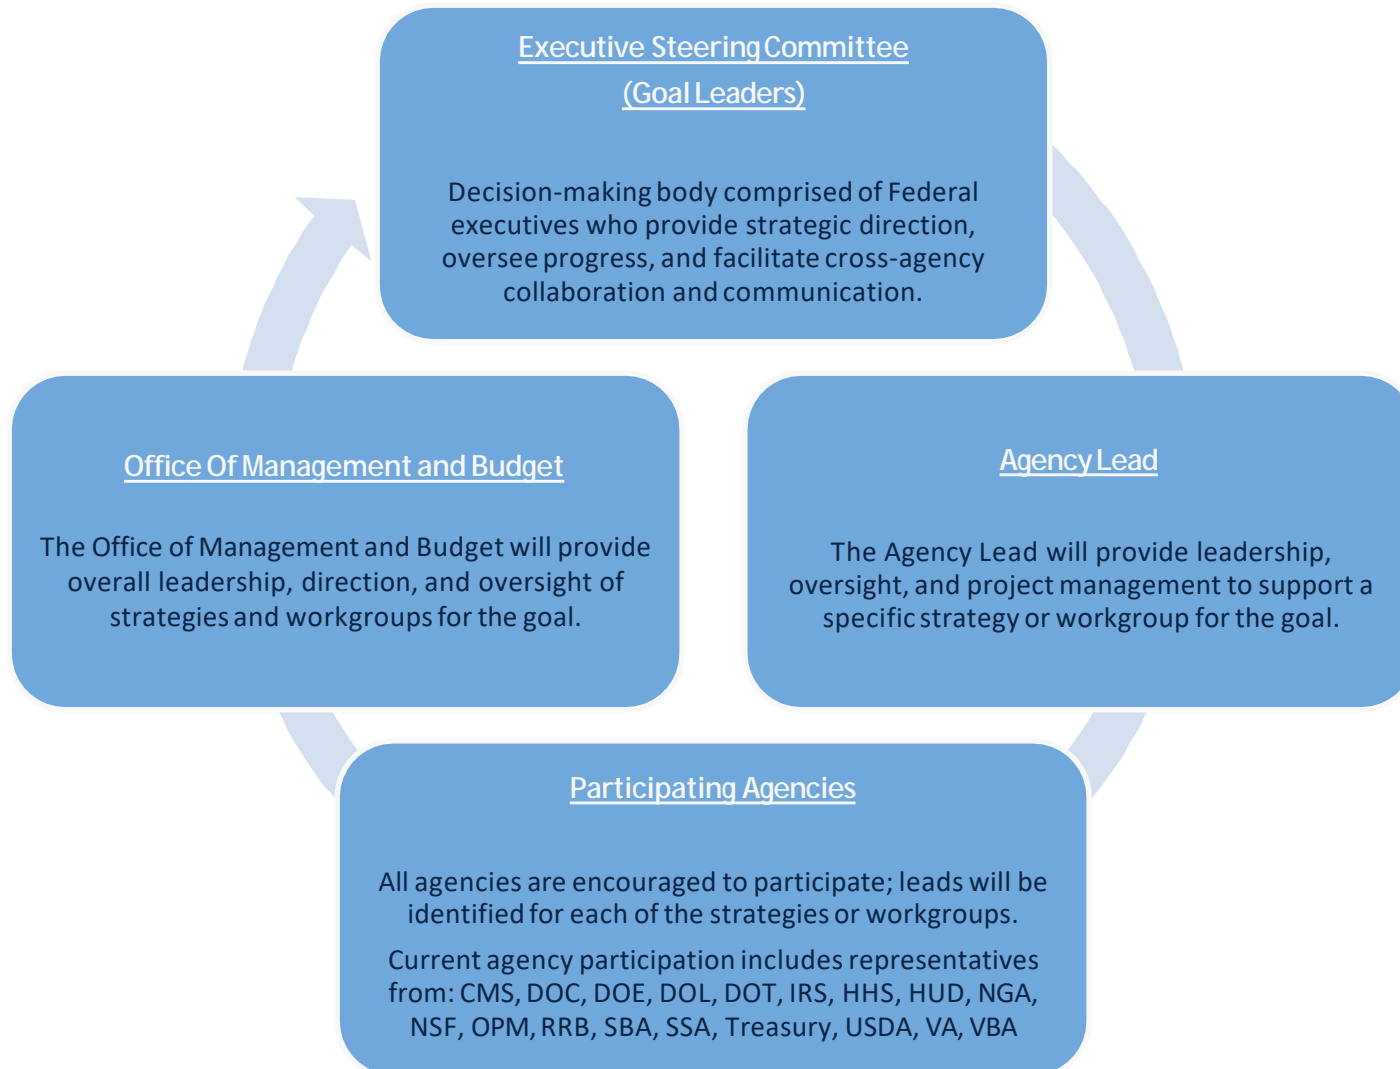 Executive Steering Committee
(Goal Leaders)
Decision-making body comprised of Federal
executives who provide strategic direction,
oversee progress, and facilitate cross-agency
collaboration and communication.
Office Of Management and Budget
The Office of Management and Budget will provide
overall leadership, direction, and oversight of
strategies and workgroups for the goal.
Agency Lead
The Agency Lead will provide leadership,
oversight, and project management to support a
specific strategy or workgroup for the goal.
Participating Agencies
All agencies are encouraged to participate; leads will be
identified for each of the strategies or workgroups.
Current agency participation includes representatives
from: CMS, DOC, DOE, DOL, DOT, IRS, HHS, HUD, NGA,
NSF, OPM, RRB, SBA, SSA, Treasury, USDA, VA, VBA